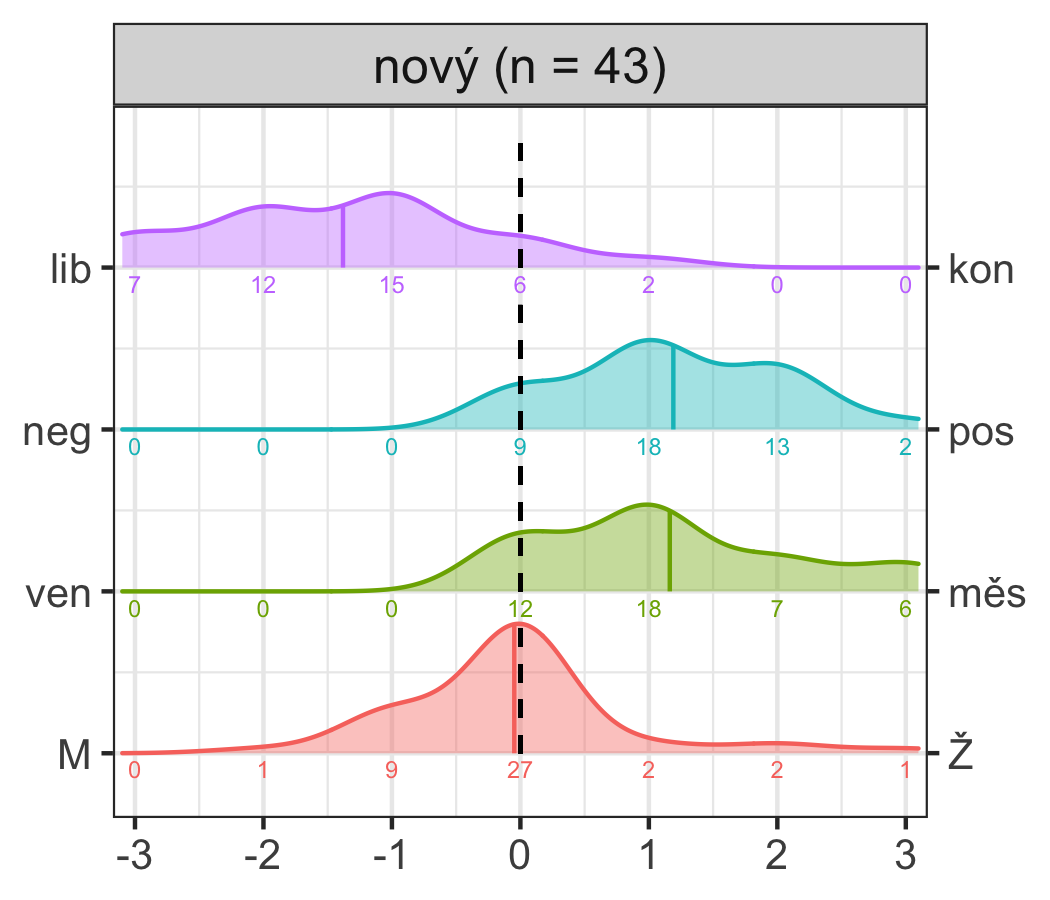 nový (n = 43)
lib kon
7 12 15 6 2 0 0
neg pos
0 0 0 9 18 13 2
ven měs
0 0 0 12 18 7 6
M Ž
0 1 9 27 2 2 1
-3 -2 -1 0 1 2 3